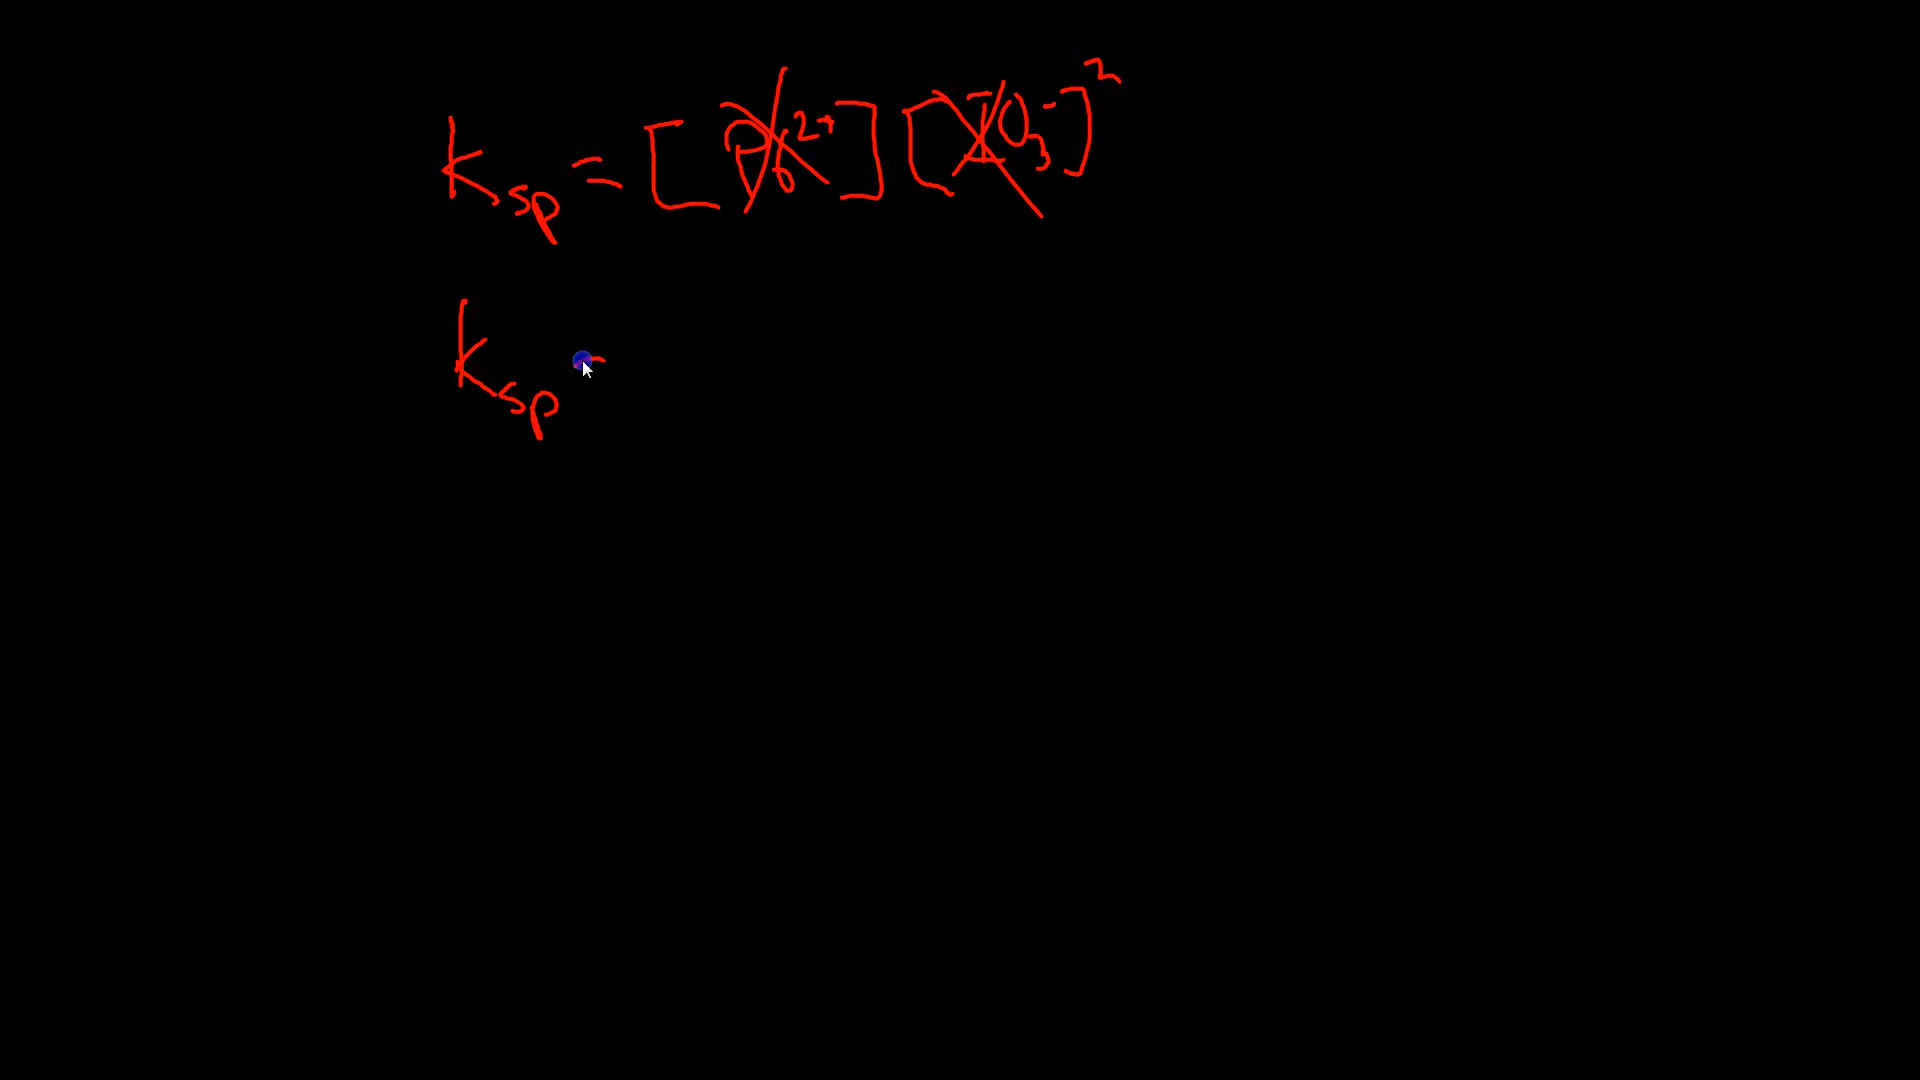 Ksp = [Pb²⁺] [IO₃⁻]²
Ksp -